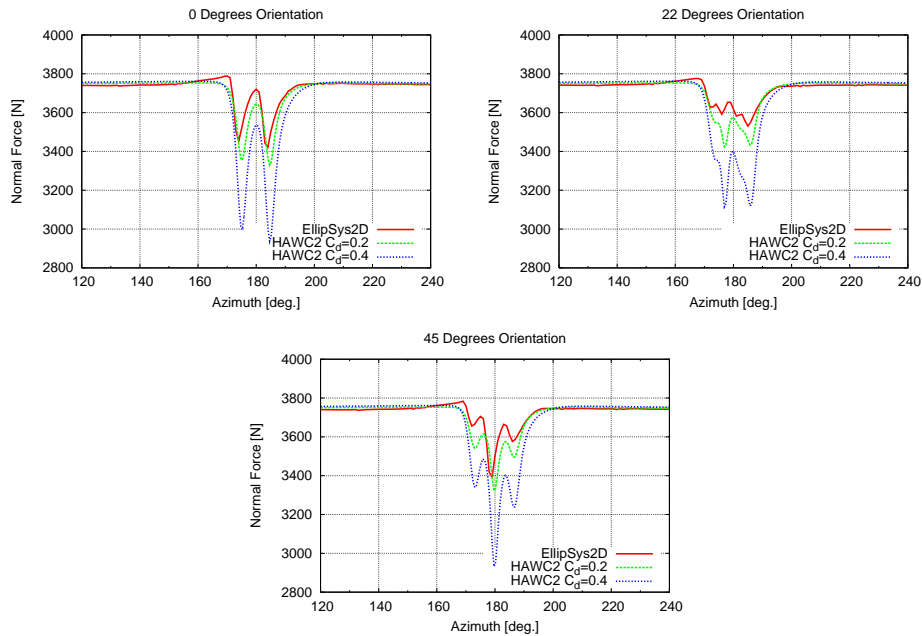 0 Degrees Orientation
4000
3800
3600
3400
3200
3000
2800
Normal Force [N]
EllipSys2D
HAWC2 Cd=0.2
HAWC2 Cd=0.4
120 140 160 180 200 220 240
Azimuth [deg.]
22 Degrees Orientation
4000
3800
3600
3400
3200
3000
2800
Normal Force [N]
EllipSys2D
HAWC2 Cd=0.2
HAWC2 Cd=0.4
120 140 160 180 200 220 240
Azimuth [deg.]
45 Degrees Orientation
4000
3800
3600
3400
3200
3000
2800
Normal Force [N]
EllipSys2D
HAWC2 Cd=0.2
HAWC2 Cd=0.4
120 140 160 180 200 220 240
Azimuth [deg.]